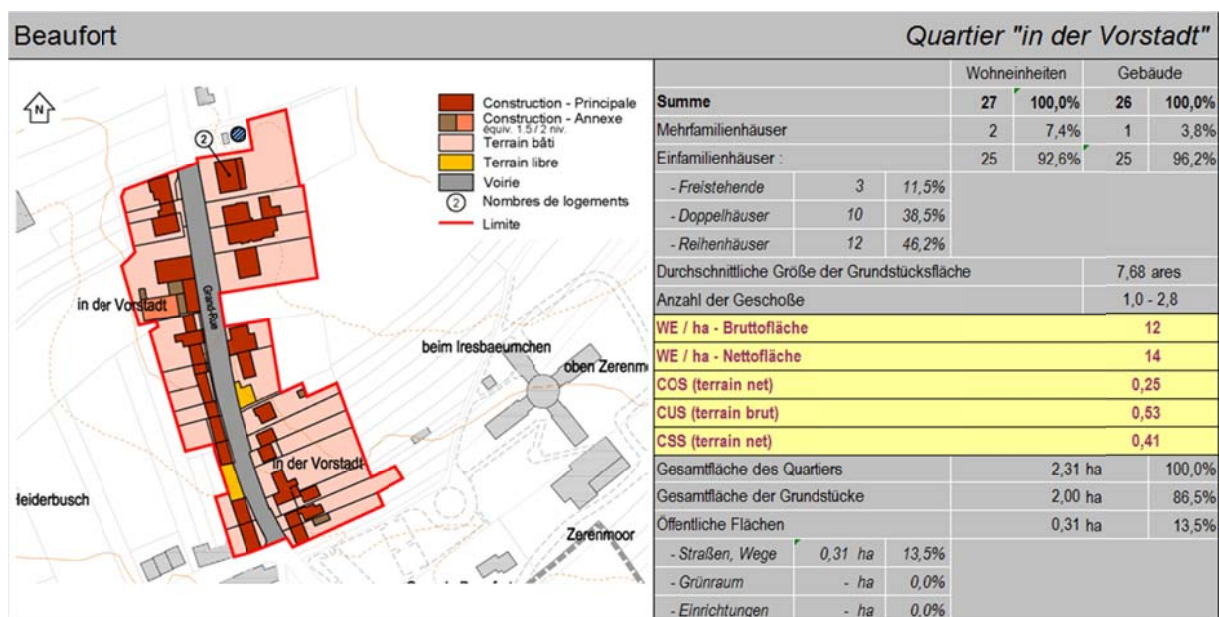 Beaufort
Quartier "in der Vorstadt"
N
Construction - Principale
Construction - Annexe
équiv. 1.5 / 2 niv.
Terrain bâti
Terrain libre
Voirie
2 Nombres de logements
Limite
2
in der Vorstadt
Grand-Rue
beim Iresbaeumchen
oben Zerenm
in der Vorstadt
Heiderbusch
Zerenmoor
Wohneinheiten Gebäude
Summe 27 100,0% 26 100,0%
Mehrfamilienhäuser 2 7,4% 1 3,8%
Einfamilienhäuser : 25 92,6% 25 96,2%
- Freistehende 3 11,5%
- Doppelhäuser 10 38,5%
- Reihenhäuser 12 46,2%
Durchschnittliche Größe der Grundstücksfläche 7,68 ares
Anzahl der Geschoße 1,0 - 2,8
WE / ha - Bruttofläche 12
WE / ha - Nettofläche 14
COS (terrain net) 0,25
CUS (terrain brut) 0,53
CSS (terrain net) 0,41
Gesamtfläche des Quartiers 2,31 ha 100,0%
Gesamtfläche der Grundstücke 2,00 ha 86,5%
Öffentliche Flächen 0,31 ha 13,5%
- Straßen, Wege 0,31 ha 13,5%
- Grünraum - ha 0,0%
- Einrichtungen - ha 0,0%